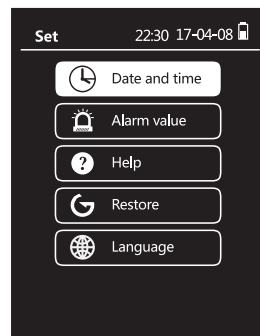 Set 22:30 17-04-08
Date and time
Alarm value
Help
Restore
Language